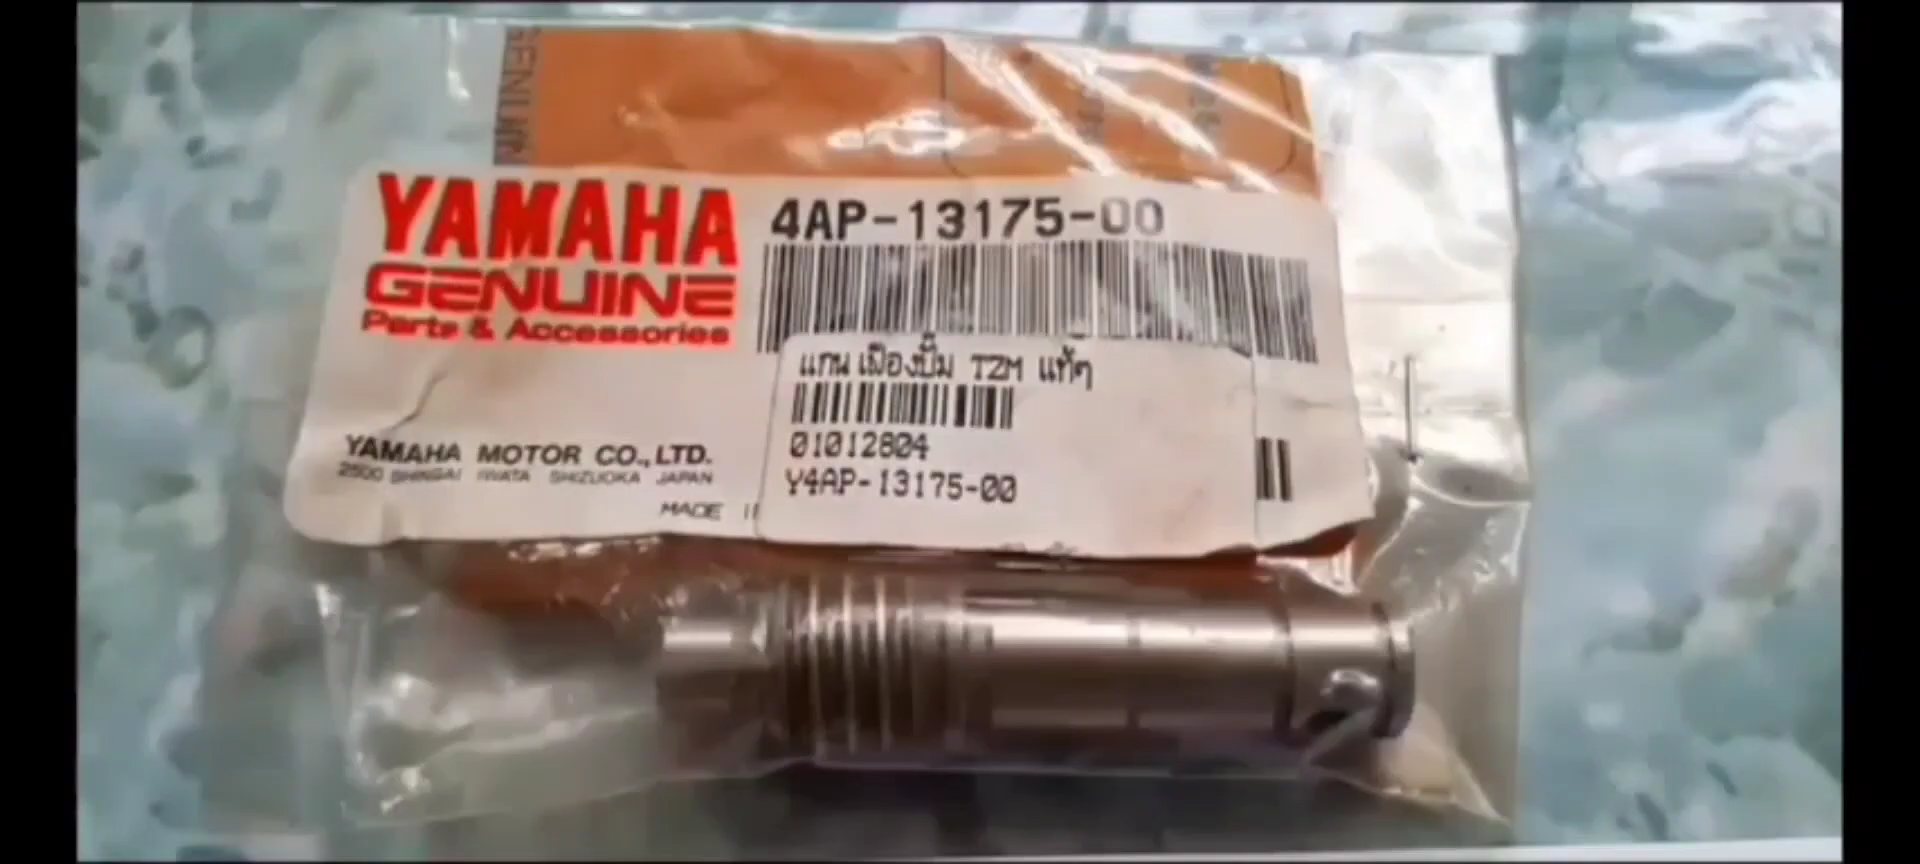 GENUIN
YAMAHA
GENUINE
Parts & Accessories
4AP-13175-00
แกน เฟืองปั๊ม TZM แท้ๆ
01012804
Y4AP-13175-00
YAMAHA MOTOR CO., LTD.
2500 SHINGAI IWATA SHIZUOKA JAPAN
MADE